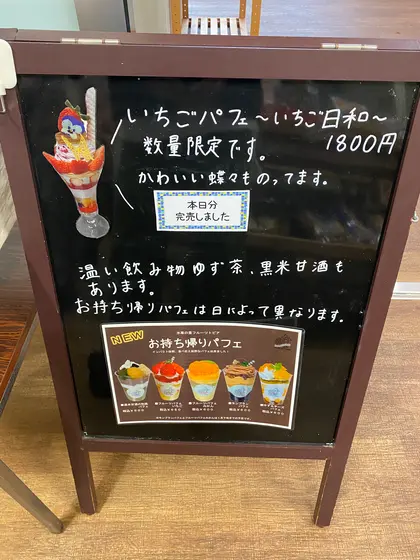 いちごパフェ〜いちご日和〜
数量限定です。 1800円
かわいい蝶々ものってます。
本日分
完売しました
温い飲み物ゆず茶、黒米甘酒も
あります。
お持ち帰りパフェは日によって異なります。
NEW
お持ち帰りパフェ